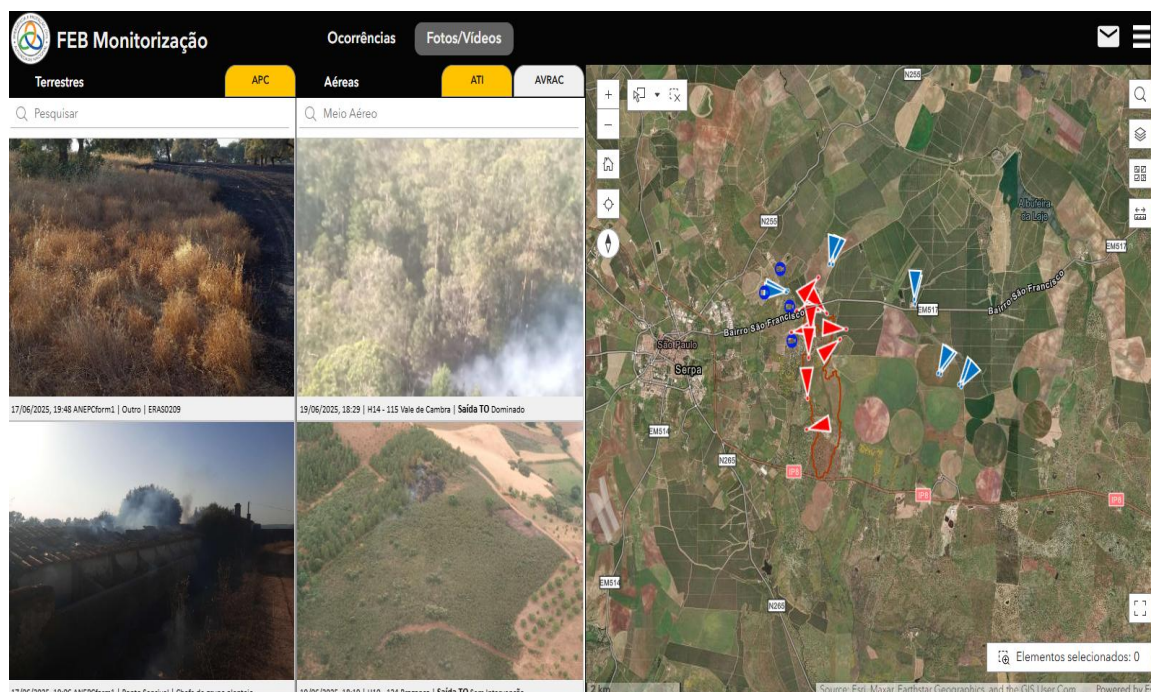 FEB Monitorização
Ocorrências
Fotos/Vídeos
Terrestres
APC
Aéreas
ATI
AVRAC
Pesquisar
Meio Aéreo
17/06/2025, 19:48 ANEPCform1 | Outro | ERAS0209
19/06/2025, 18:29 | H14 - 115 Vale de Cambra | Saída TO Dominado
N255
Albufeira
da Laje
N255
EM517
EM517
Bairro São Francisco
Bairro São Francisco
São Paulo
Serpa
EM514
N265
IP8
IP8
IP8
EM514
N265
Elementos selecionados: 0
2 km
Source: Esri, Maxar, Earthstar Geographics, and the GIS User Com
Powered by E